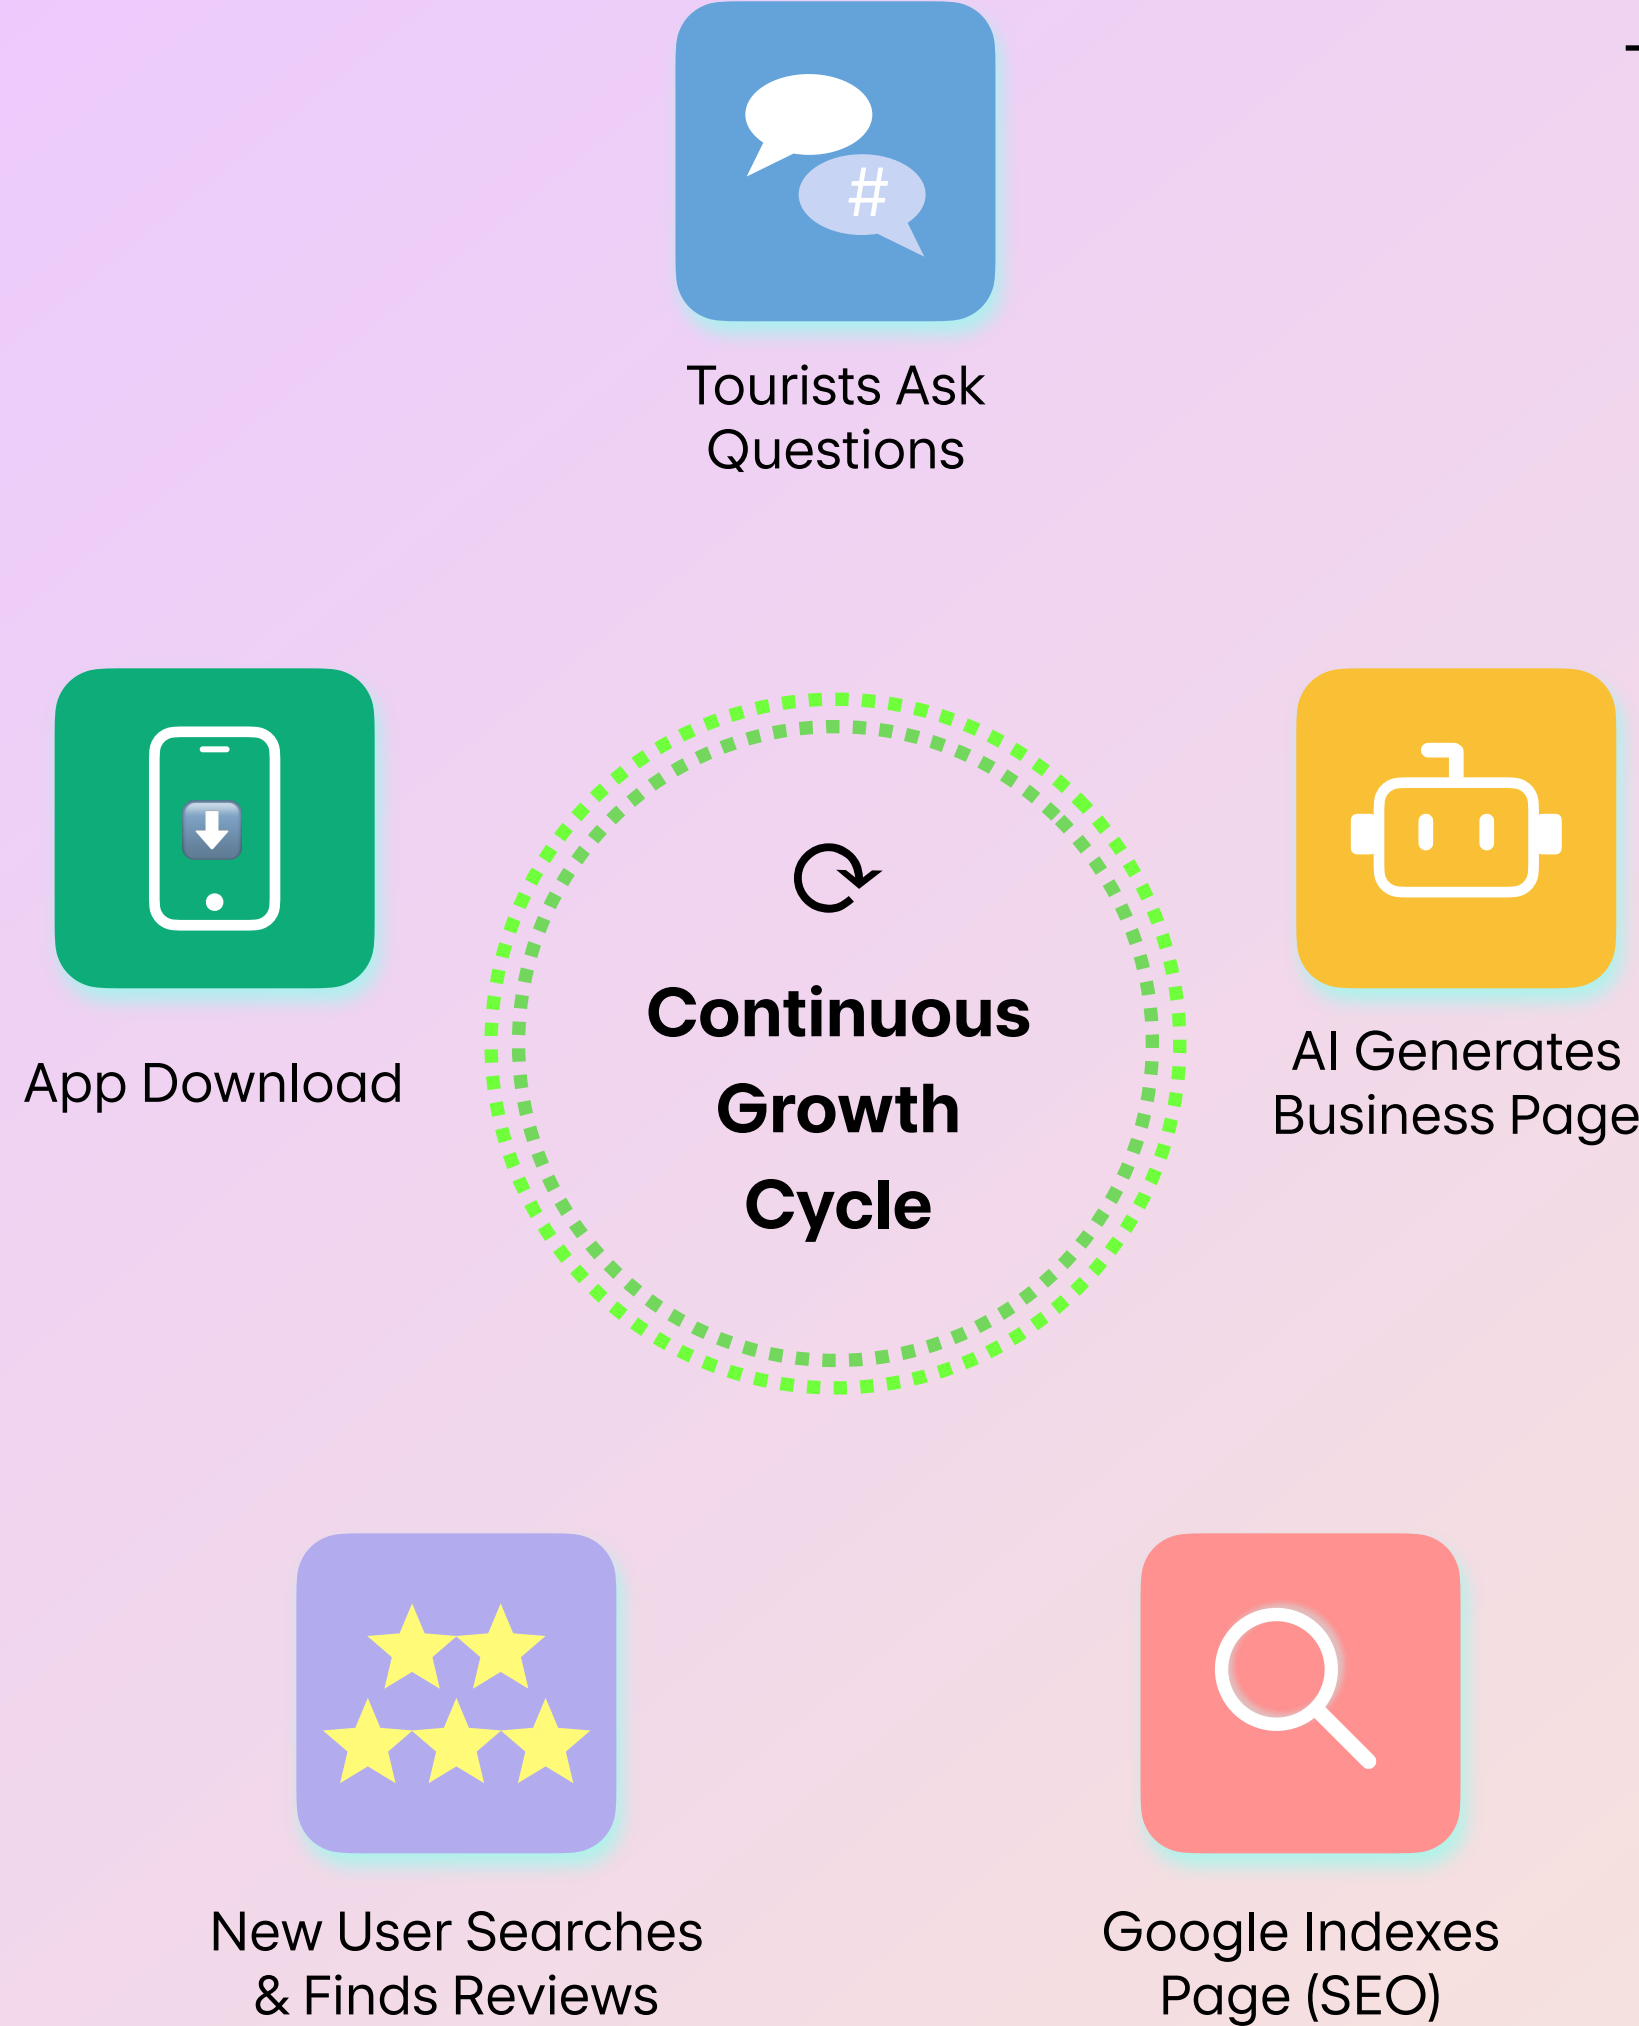 #
Tourists Ask
Questions
App Download
Continuous
Growth
Cycle
AI Generates
Business Page
New User Searches
& Finds Reviews
Google Indexes
Page (SEO)